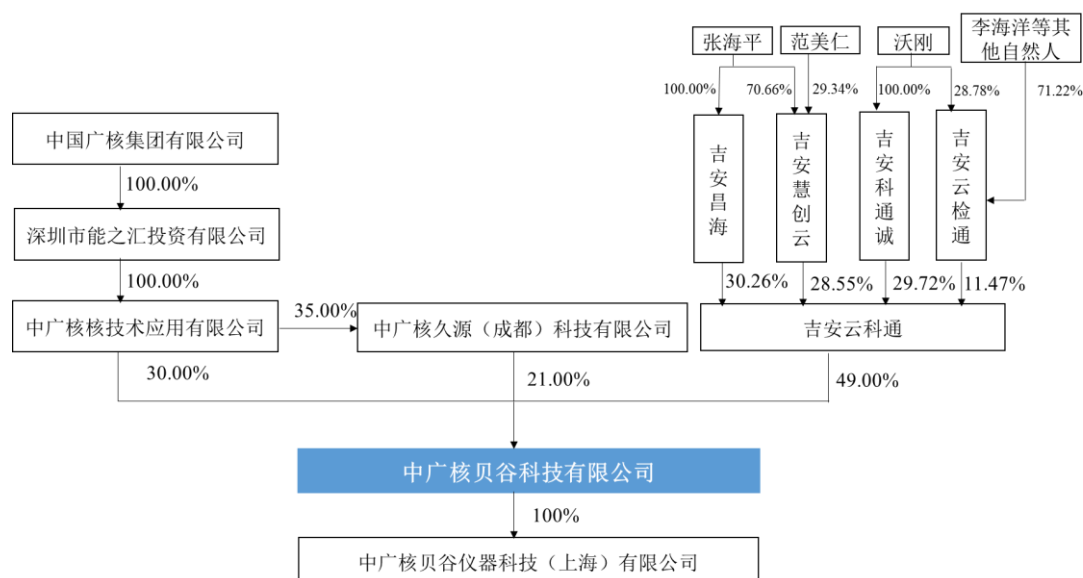 张海平
范美仁
沃刚
李海洋等其
他自然人
100.00%
70.66%
29.34%
100.00%
28.78%
71.22%
中国广核集团有限公司
100.00%
深圳市能之汇投资有限公司
100.00%
中广核核技术应用有限公司
35.00%
中广核久源（成都）科技有限公司
吉安昌海
吉安慧创云
吉安科通诚
吉安云检通
30.26%
28.55%
29.72%
11.47%
吉安云科通
30.00%
21.00%
49.00%
中广核贝谷科技有限公司
100%
中广核贝谷仪器科技（上海）有限公司